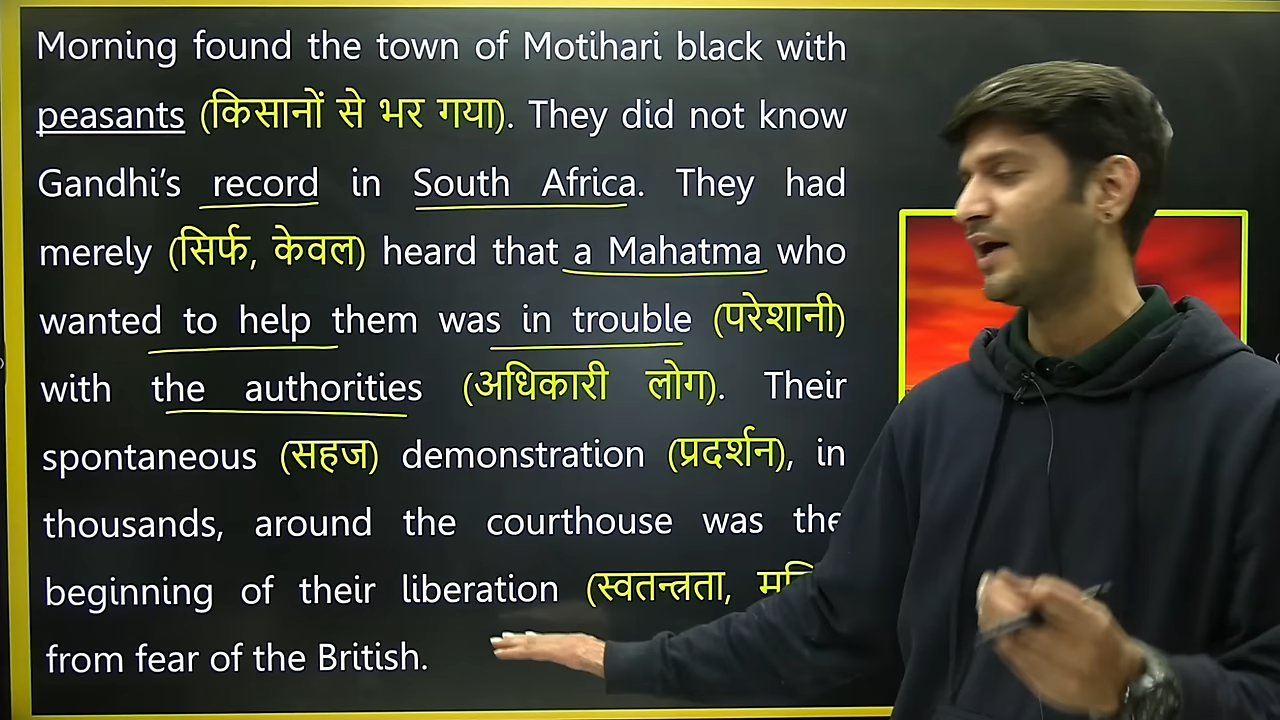 Morning found the town of Motihari black with
peasants (किसानों से भर गया). They did not know
Gandhi's record in South Africa. They had
merely (सिर्फ, केवल) heard that a Mahatma who
wanted to help them was in trouble (परेशानी)
with the authorities (अधिकारी लोग). Their
spontaneous (सहज) demonstration (प्रदर्शन), in
thousands, around the courthouse was the
beginning of their liberation (स्वतन्त्रता,
from fear of the British.